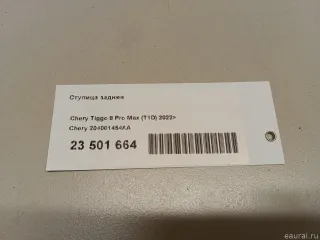 Ступица задняя
Chery Tiggo 8 Pro Max (T1D) 2022>
Chery 204001454AA
23 501 664
eaural.ru